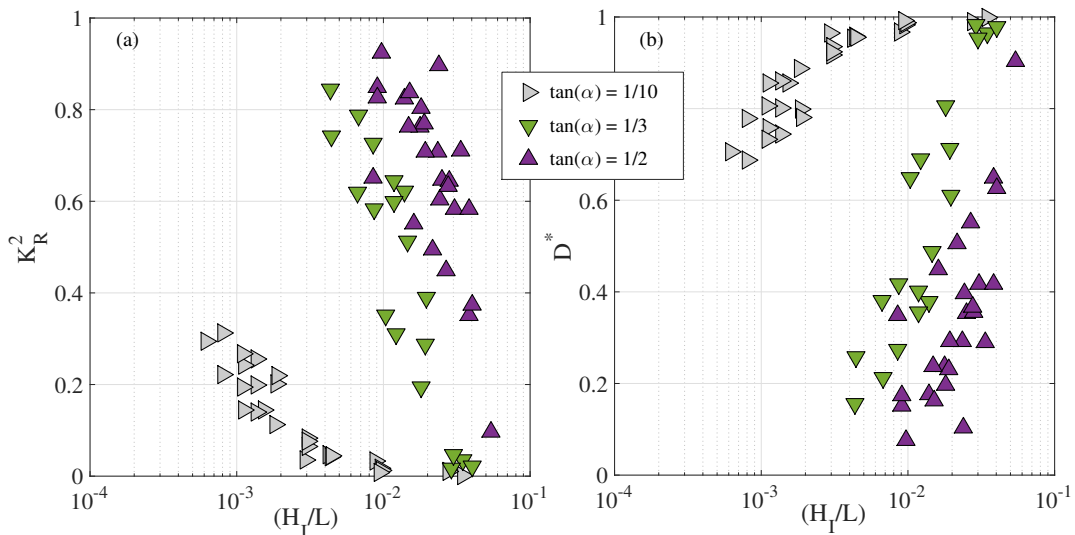 (a)
1
0.8
0.6
0.4
0.2
0
K_R^2
10^-4
10^-3
10^-2
10^-1
(H_I/L)
tan(α) = 1/10
tan(α) = 1/3
tan(α) = 1/2
(b)
1
0.8
0.6
0.4
0.2
0
D^*
10^-4
10^-3
10^-2
10^-1
(H_I/L)